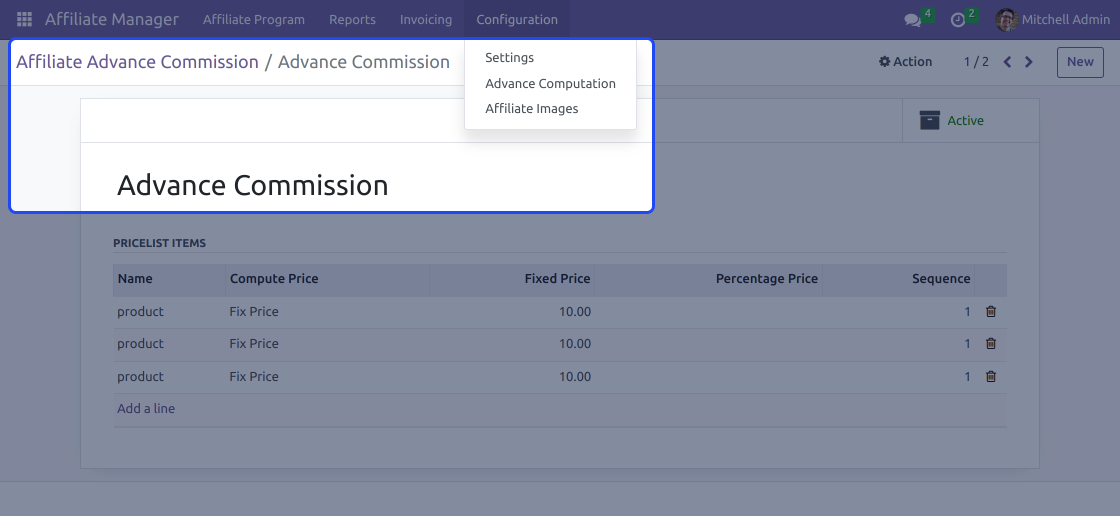 Affiliate Manager Affiliate Program Reports Invoicing Configuration 4 2 Mitchell Admin
Affiliate Advance Commission / Advance Commission Action 1 / 2 New
Settings
Advance Computation
Affiliate Images
Active
Advance Commission
PRICELIST ITEMS
Name Compute Price Fixed Price Percentage Price Sequence
product Fix Price 10.00 1
product Fix Price 10.00 1
product Fix Price 10.00 1
Add a line